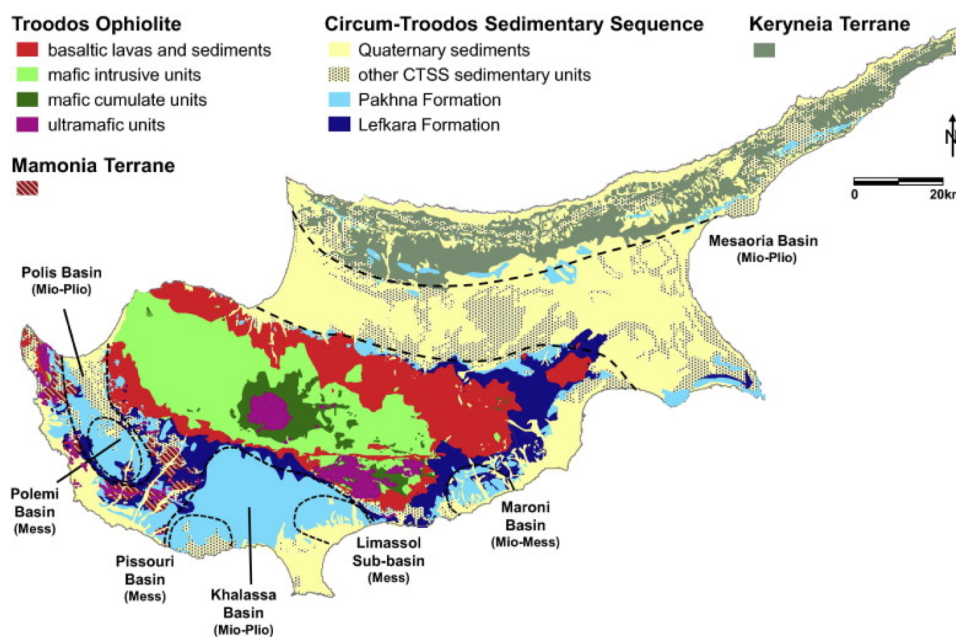 Troodos Ophiolite
basaltic lavas and sediments
mafic intrusive units
mafic cumulate units
ultramafic units
Mamonia Terrane
Circum-Troodos Sedimentary Sequence
Quaternary sediments
other CTSS sedimentary units
Pakhna Formation
Lefkara Formation
Keryneia Terrane
N
0
20km
Mesaoria Basin
(Mio-Plio)
Polis Basin
(Mio-Plio)
Polemi
Basin
(Mess)
Pissouri
Basin
(Mess)
Khalassa
Basin
(Mio-Plio)
Limassol
Sub-basin
(Mess)
Maroni
Basin
(Mio-Mess)